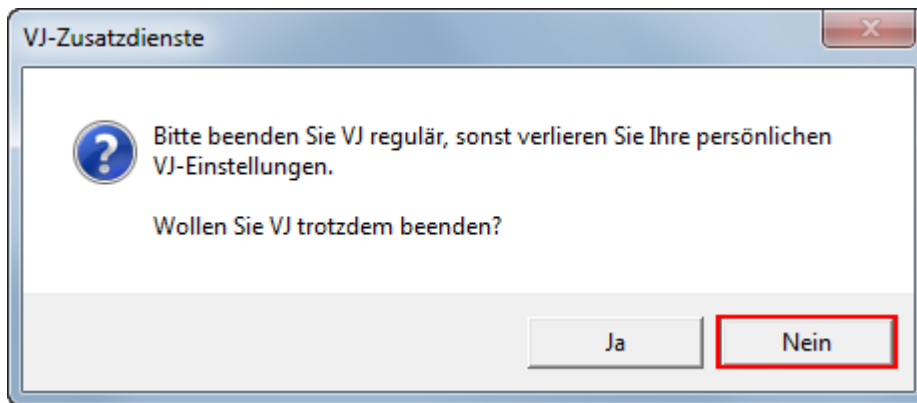 VJ-Zusatzdienste
Bitte beenden Sie VJ regulär, sonst verlieren Sie Ihre persönlichen
VJ-Einstellungen.
Wollen Sie VJ trotzdem beenden?
Ja
Nein